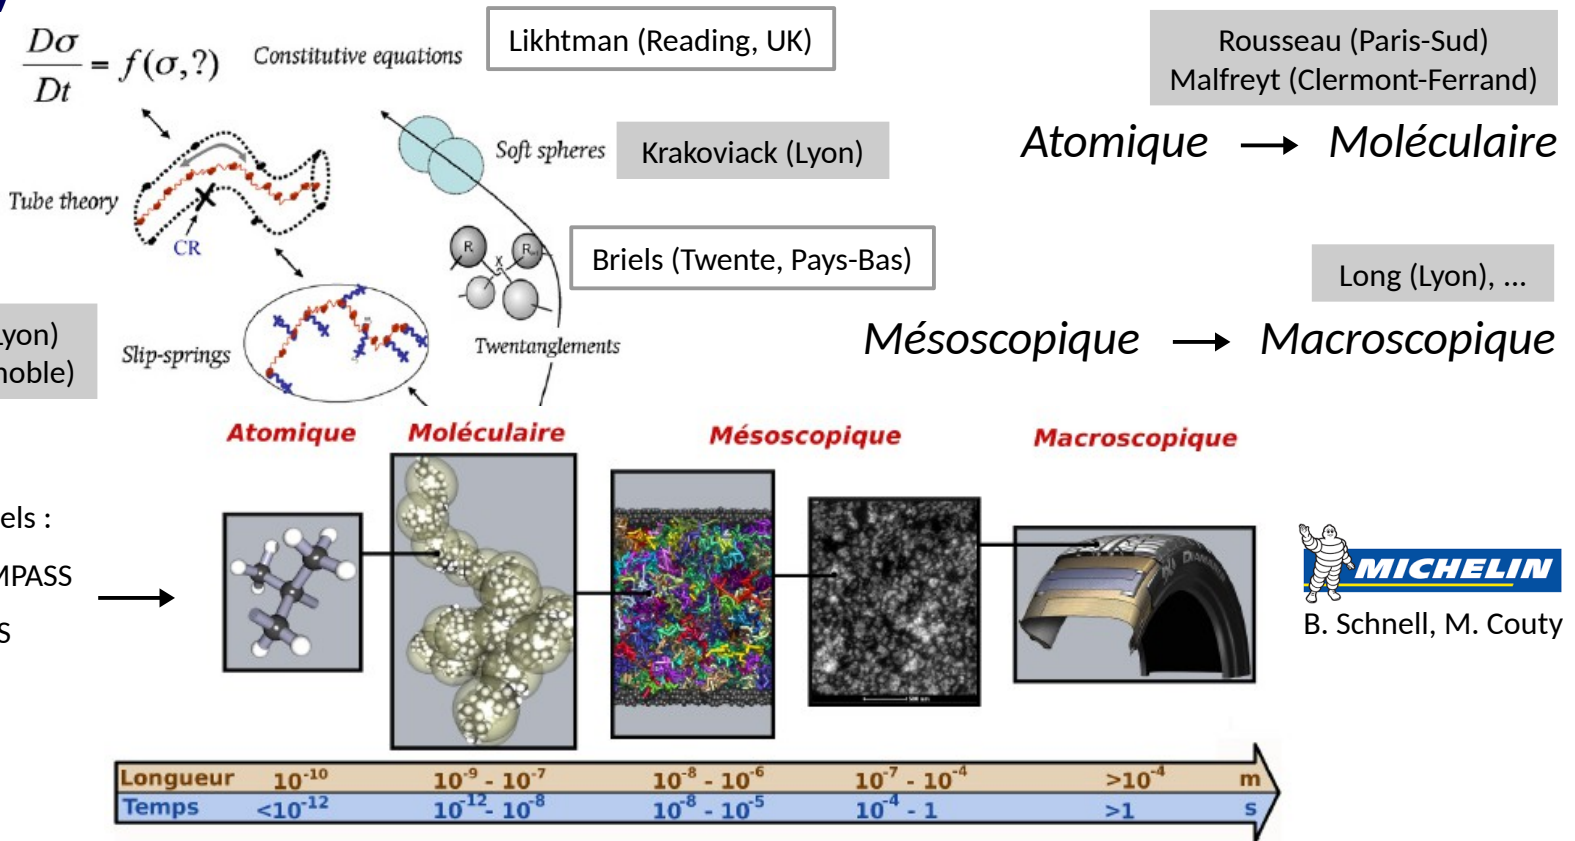 Dσ
Dt
= f(σ,?)
Constitutive equations
Likhtman (Reading, UK)
Rousseau (Paris-Sud)
Malfreyt (Clermont-Ferrand)
Atomique → Moléculaire
Soft spheres
Krakoviack (Lyon)
Tube theory
CR
R
R
X
Briels (Twente, Pays-Bas)
Long (Lyon), ...
Mésoscopique → Macroscopique
Lyon)
noble)
Slip-springs
Twentanglements
Atomique Moléculaire Mésoscopique Macroscopique
els :
MPASS
S
MICHELIN
B. Schnell, M. Couty
Longueur 10⁻¹⁰ 10⁻⁹ - 10⁻⁷ 10⁻⁸ - 10⁻⁶ 10⁻⁷ - 10⁻⁴ >10⁻⁴ m
Temps <10⁻¹² 10⁻¹² - 10⁻⁸ 10⁻⁸ - 10⁻⁵ 10⁻⁴ - 1 >1 s